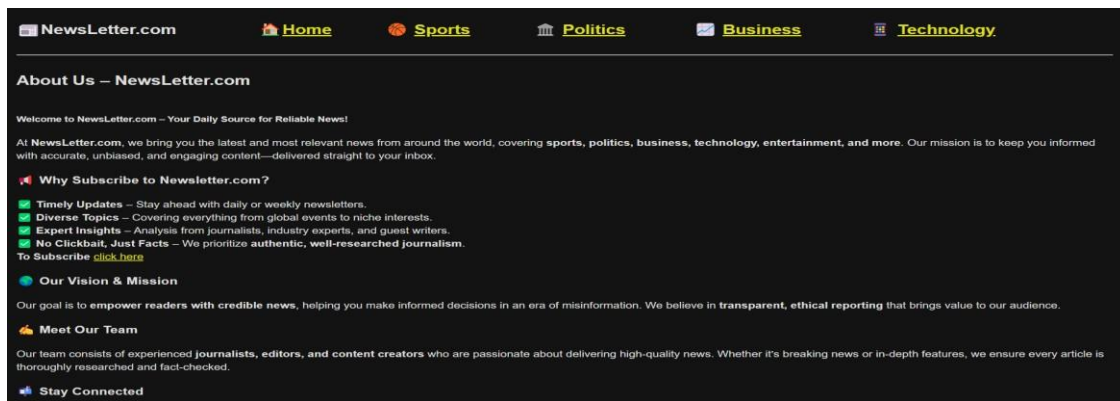 NewsLetter.com Home Sports Politics Business Technology
About Us – NewsLetter.com
Welcome to NewsLetter.com – Your Daily Source for Reliable News!
At NewsLetter.com, we bring you the latest and most relevant news from around the world, covering sports, politics, business, technology, entertainment, and more. Our mission is to keep you informed
with accurate, unbiased, and engaging content—delivered straight to your inbox.
Why Subscribe to Newsletter.com?
Timely Updates – Stay ahead with daily or weekly newsletters.
Diverse Topics – Covering everything from global events to niche interests.
Expert Insights – Analysis from journalists, industry experts, and guest writers.
No Clickbait, Just Facts – We prioritize authentic, well-researched journalism.
To Subscribe click here
Our Vision & Mission
Our goal is to empower readers with credible news, helping you make informed decisions in an era of misinformation. We believe in transparent, ethical reporting that brings value to our audience.
Meet Our Team
Our team consists of experienced journalists, editors, and content creators who are passionate about delivering high-quality news. Whether it's breaking news or in-depth features, we ensure every article is
thoroughly researched and fact-checked.
Stay Connected